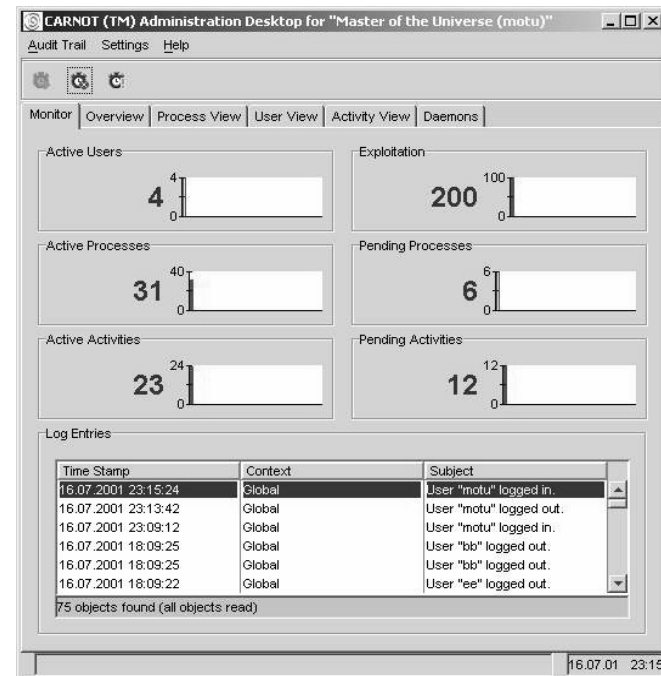 CARNOT (TM) Administration Desktop for "Master of the Universe (motu)"
Audit Trail Settings Help
Monitor Overview Process View User View Activity View Daemons
Active Users
4
4
0
Exploitation
200
100
0
Active Processes
31
40
0
Pending Processes
6
6
0
Active Activities
23
24
0
Pending Activities
12
12
0
Log Entries
Time Stamp Context Subject
16.07.2001 23:15:24 Global User "motu" logged in.
16.07.2001 23:13:42 Global User "motu" logged out.
16.07.2001 23:09:12 Global User "motu" logged in.
16.07.2001 18:09:25 Global User "bb" logged out.
16.07.2001 18:09:25 Global User "bb" logged out.
16.07.2001 18:09:22 Global User "ee" logged out.
75 objects found (all objects read)
16.07.01 23:15